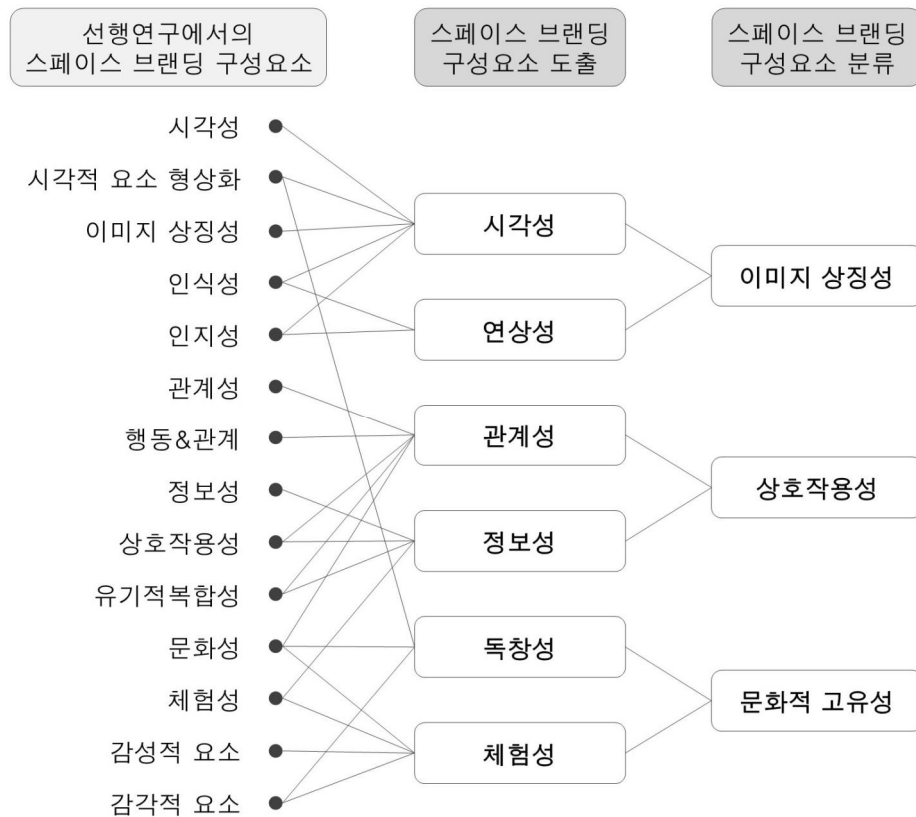 선행연구에서의
스페이스 브랜딩 구성요소
스페이스 브랜딩
구성요소 도출
스페이스 브랜딩
구성요소 분류
시각성
시각적 요소 형상화
이미지 상징성
인식성
인지성
관계성
행동&관계
정보성
상호작용성
유기적복합성
문화성
체험성
감성적 요소
감각적 요소
시각성
연상성
관계성
정보성
독창성
체험성
이미지 상징성
상호작용성
문화적 고유성